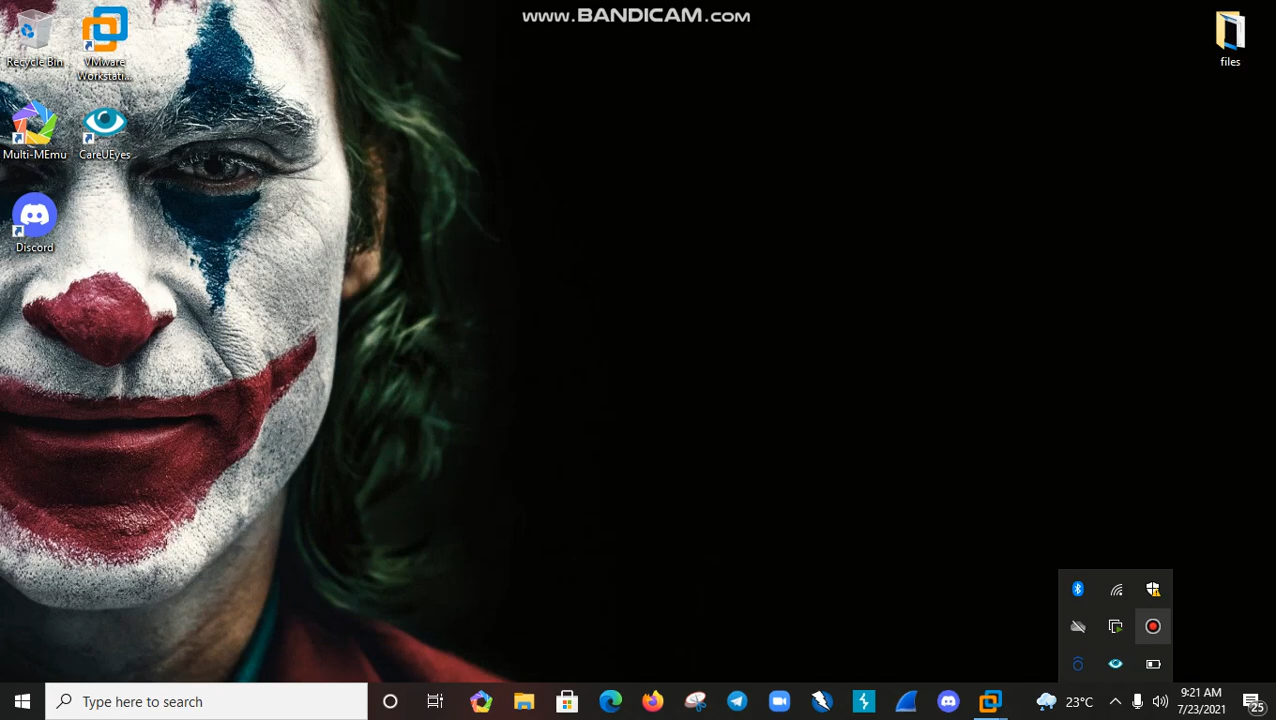 www.BANDICAM.com
Recycle Bin
VMware
Workstati...
files
Multi-MEmu
CareUEyes
Discord
Type here to search
23°C
9:21 AM
7/23/2021
25